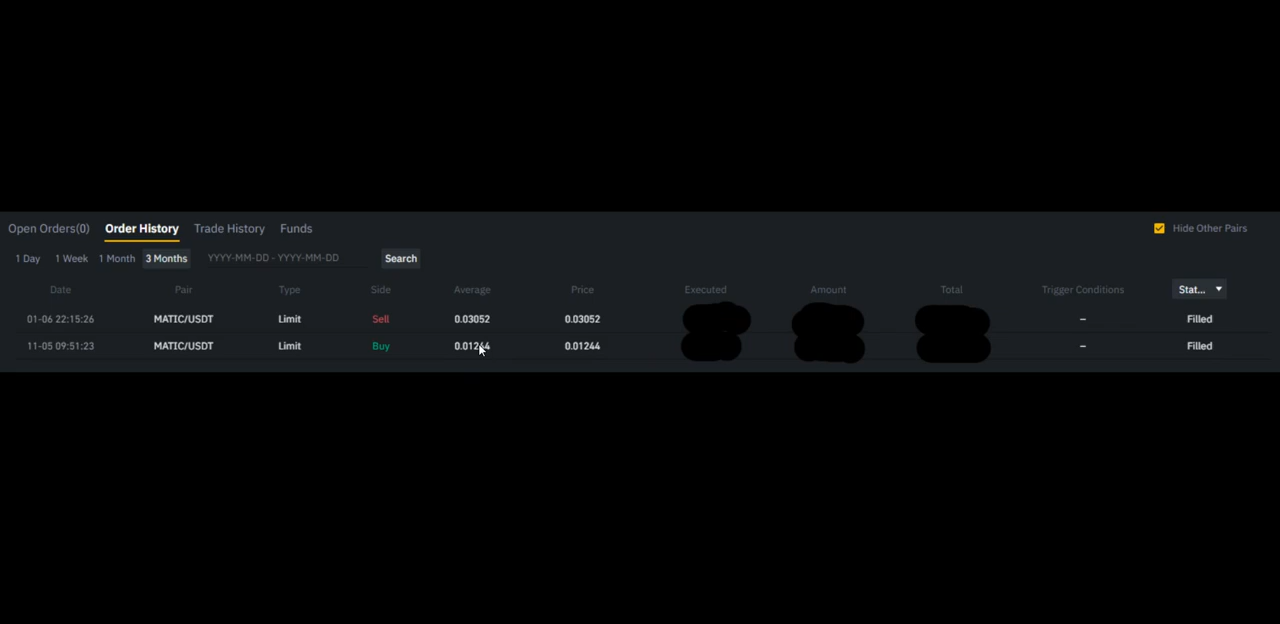 Open Orders(0) Order History Trade History Funds Hide Other Pairs
1 Day 1 Week 1 Month 3 Months YYYY-MM-DD - YYYY-MM-DD Search
Date Pair Type Side Average Price Executed Amount Total Trigger Conditions Stat...
01-06 22:15:26 MATIC/USDT Limit Sell 0.03052 0.03052 – Filled
11-05 09:51:23 MATIC/USDT Limit Buy 0.01244 0.01244 – Filled